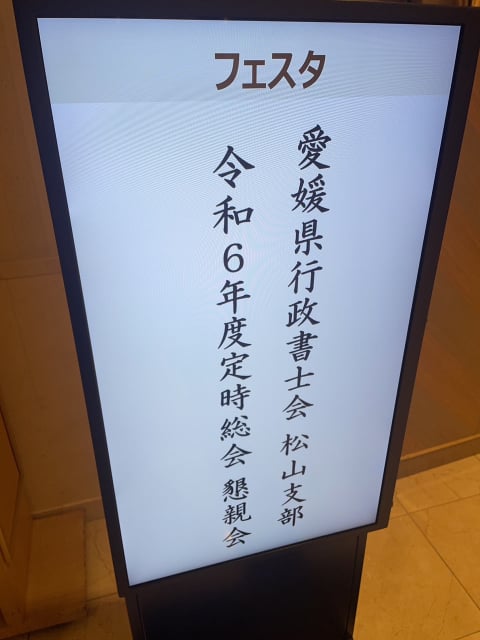 フェスタ
愛媛県行政書士会 松山支部
令和6年度定時総会 懇親会